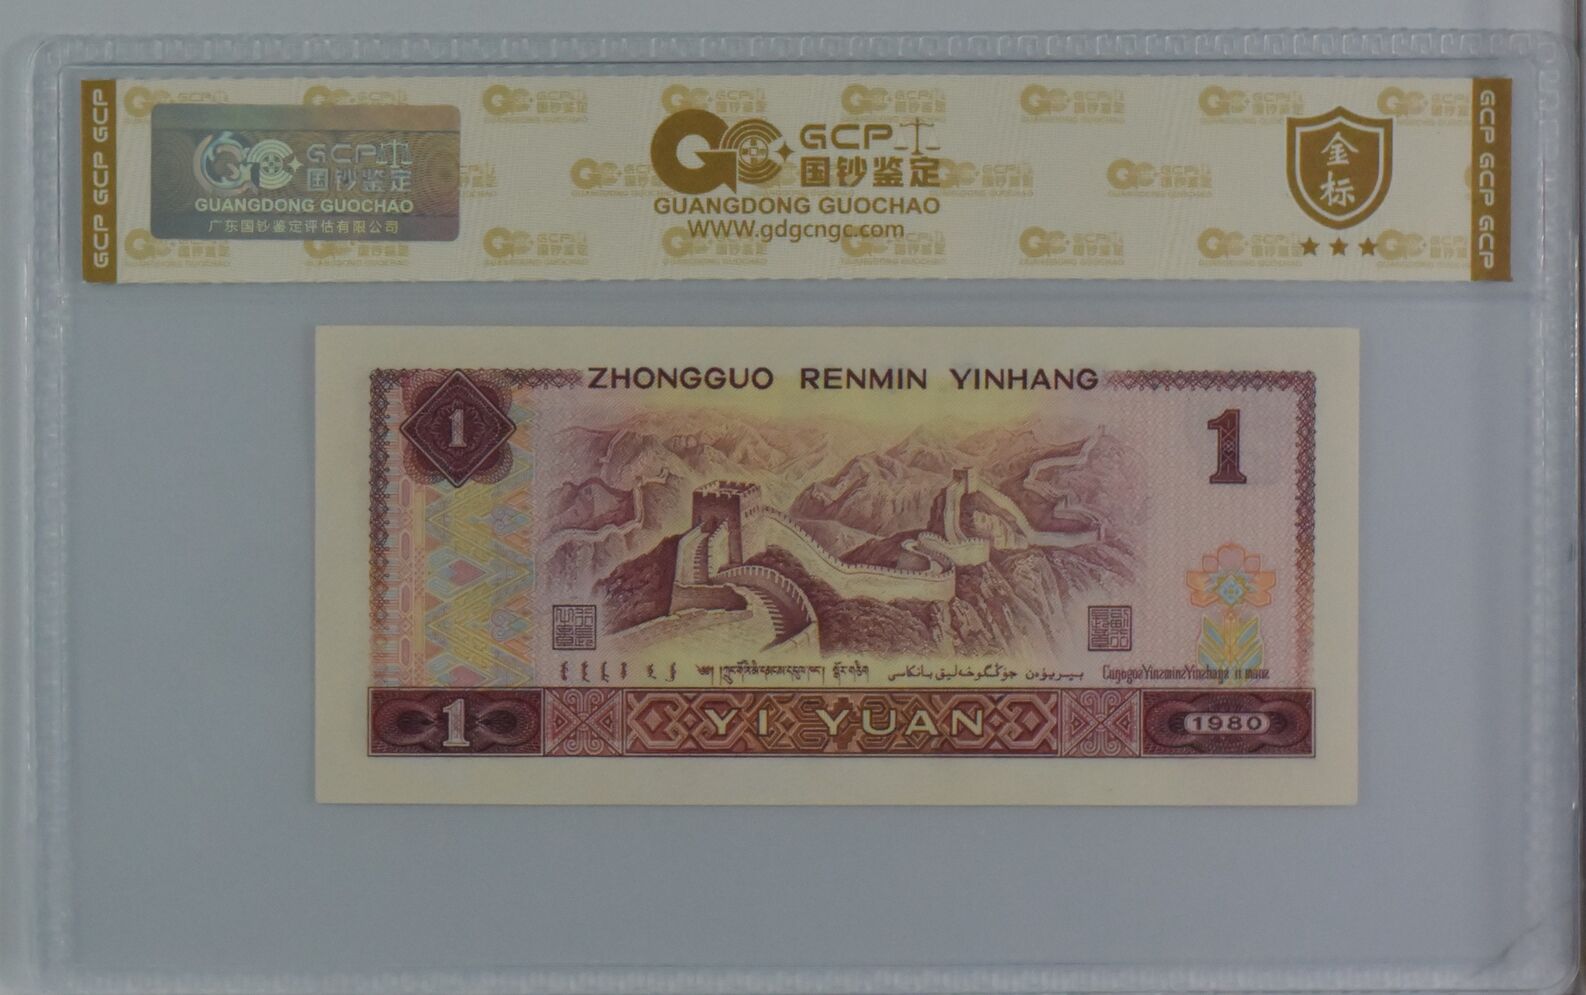 GCP GCP GCP
GCP
国钞鉴定
GUANGDONG GUOCHAO
广东国钞鉴定评估有限公司
GCP
国钞鉴定
GUANGDONG GUOCHAO
WWW.gdgcngc.com
金
标
GCP GCP GCP
ZHONGGUO RENMIN YINHANG
1
1
1
YI YUAN
1980